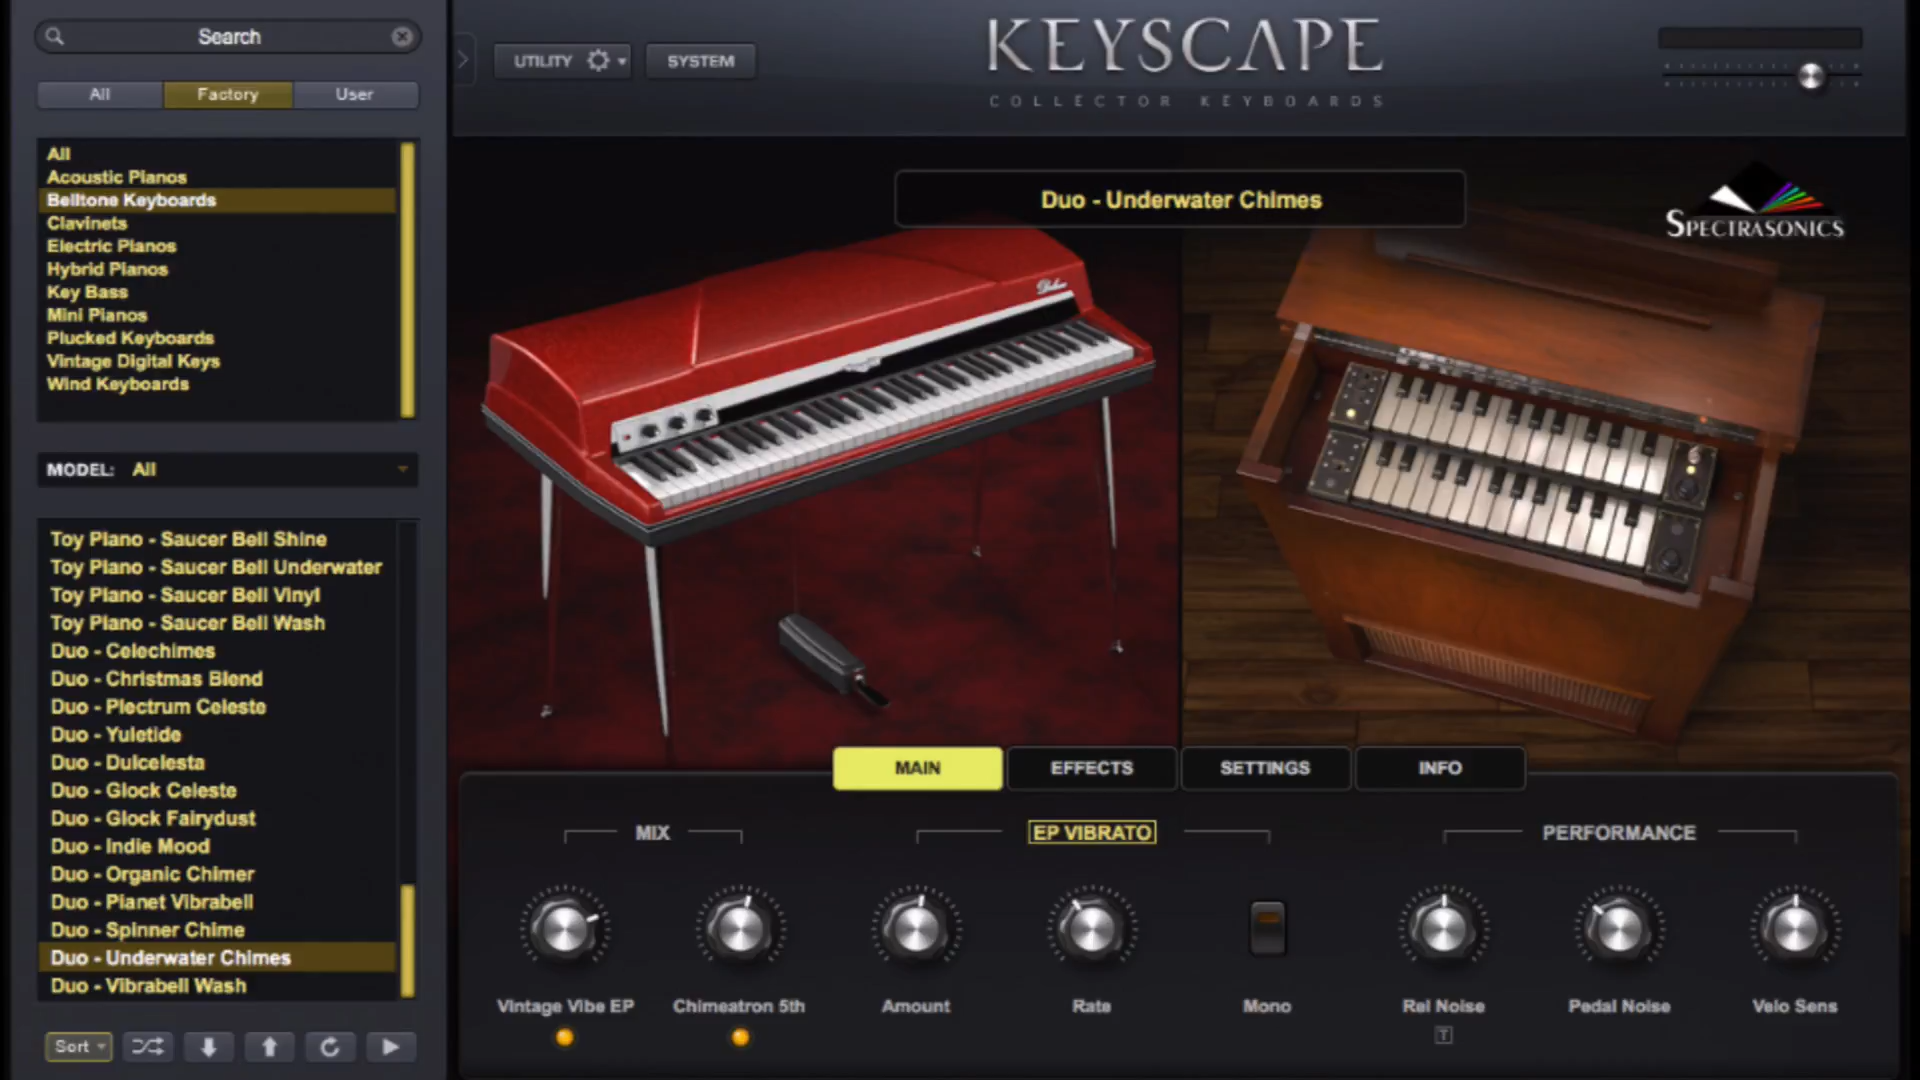 Search
All
Factory
User
All
Acoustic Pianos
Belltone Keyboards
Clavinets
Electric Pianos
Hybrid Pianos
Key Bass
Mini Pianos
Plucked Keyboards
Vintage Digital Keys
Wind Keyboards
MODEL: All
Toy Piano - Saucer Bell Shine
Toy Piano - Saucer Bell Underwater
Toy Piano - Saucer Bell Vinyl
Toy Piano - Saucer Bell Wash
Duo - Celechimes
Duo - Christmas Blend
Duo - Plectrum Celeste
Duo - Yuletide
Duo - Dulcelesta
Duo - Glock Celeste
Duo - Glock Fairydust
Duo - Indie Mood
Duo - Organic Chimer
Duo - Planet Vibrabell
Duo - Spinner Chime
Duo - Underwater Chimes
Duo - Vibrabell Wash
Sort
UTILITY
SYSTEM
KEYSCAPE
COLLECTOR KEYBOARDS
Duo - Underwater Chimes
SPECTRASONICS
MAIN
EFFECTS
SETTINGS
INFO
MIX
EP VIBRATO
PERFORMANCE
Vintage Vibe EP
Chimeatron 5th
Amount
Rate
Mono
Rel Noise
Pedal Noise
Velo Sens
T